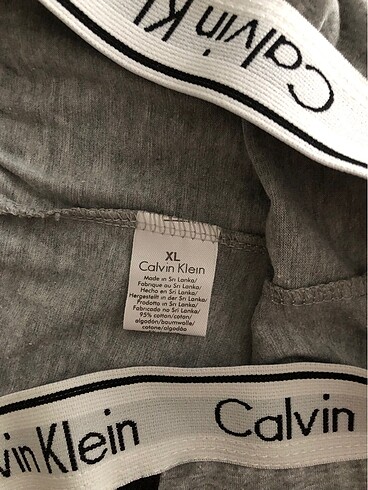 Calvin Kl
XL
Calvin Klein
Made in Sri Lanka/
Fabrique au Sri Lanka/
Hecho en Sri Lanka/
Hergestellt in der Sri Lanka/
Prodotto in Sri Lanka/
Fabricado na Sri Lanka/
95% cotton/coton/
algodón/baumwolle/
cotone/algodão
vin Klein Calvin